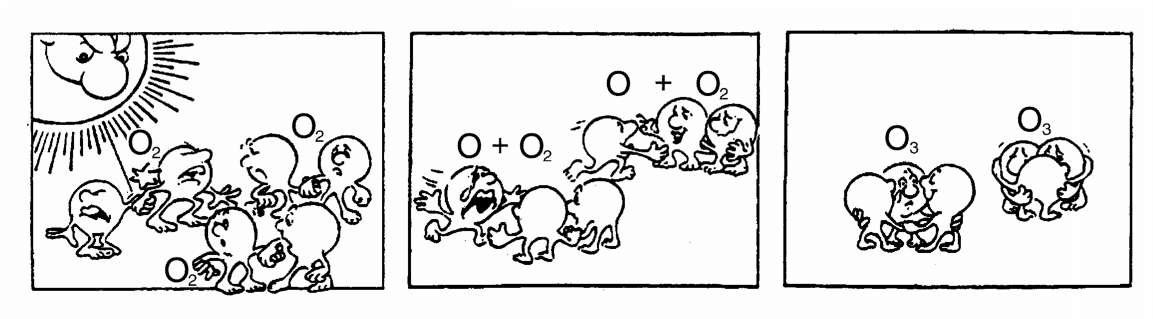 O₂
O₂
O₂
O + O₂
O + O₂
O₃
O₃